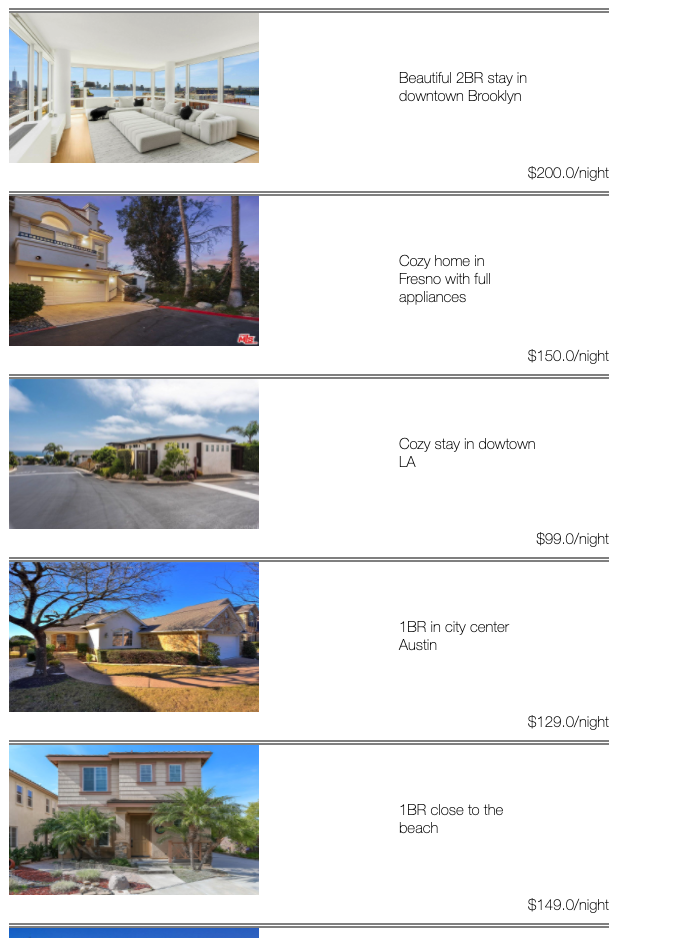 Beautiful 2BR stay in
downtown Brooklyn
$200.0/night
Cozy home in
Fresno with full
appliances
$150.0/night
Cozy stay in dowtown
LA
$99.0/night
1BR in city center
Austin
$129.0/night
1BR close to the
beach
$149.0/night